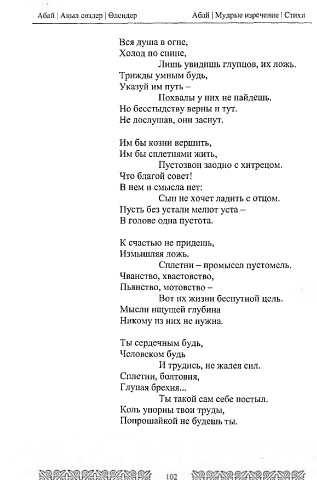 Абай | Ақыл сөздер | Өлеңдер Абай | Мудрые изречение | Стихи
Вся душа в огне,
Холод по спине,
Лишь увидишь глупцов, их ложь.
Трижды умным будь,
Указуй им путь –
Похвалы у них не найдешь.
Но бесстыдству верны и тут.
Не дослушав, они заснут.
Им бы козни вершить,
Им бы сплетнями жить,
Пустозвон заодно с хитрецом.
Что благой совет!
В нем и смысла нет:
Сын не хочет ладить с отцом.
Пусть без устали мелют уста –
В голове одна пустота.
К счастью не придешь,
Измышляя ложь.
Сплетни – промысел пустомель.
Чванство, хвастовство,
Пьянство, мотовство –
Вот их жизни беспутной цель.
Мысли ищущей глубина
Никому из них не нужна.
Ты сердечным будь,
Человеком будь
И трудись, не жалея сил.
Сплетни, болтовня,
Глупая брехня...
Ты такой сам себе постыл.
Коль упорны твои труды,
Попрошайкой не будешь ты.
102